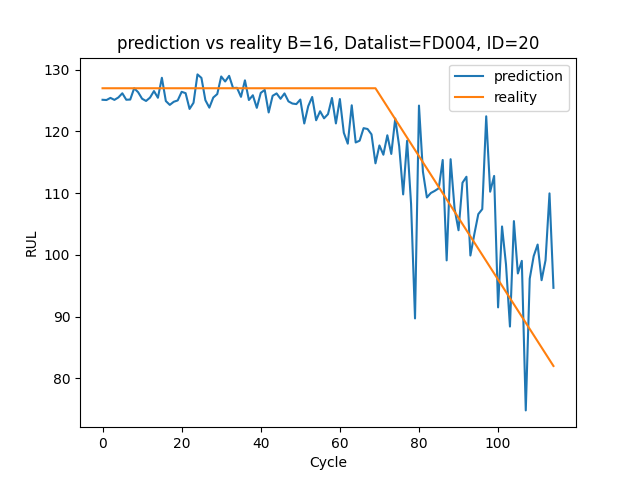 prediction vs reality B=16, Datalist=FD004, ID=20
prediction
reality
130
120
110
100
90
80
RUL
0 20 40 60 80 100
Cycle